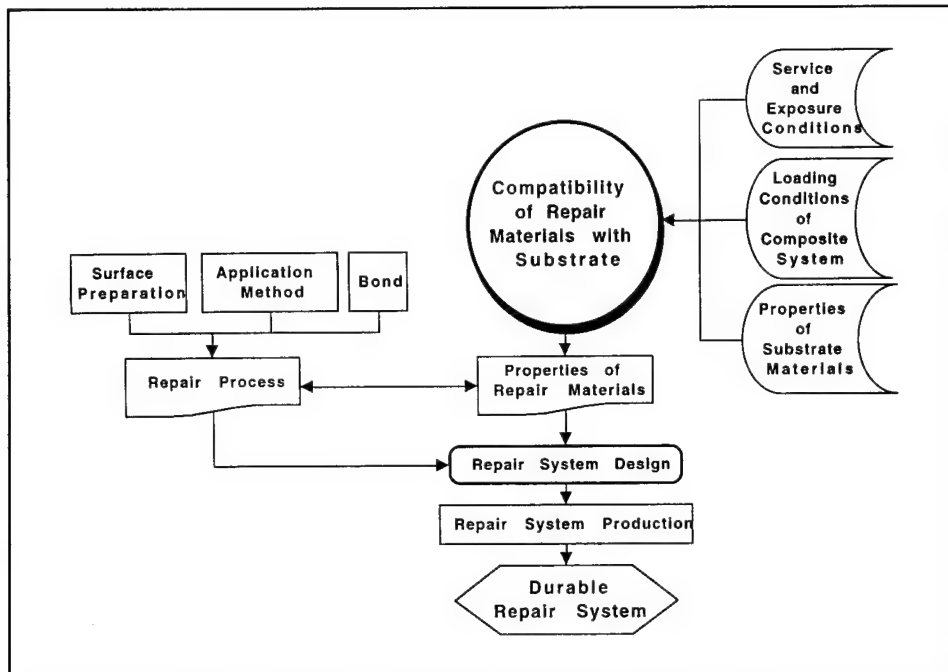 Service
and
Exposure
Conditions
Compatibility
of Repair
Materials with
Substrate
Loading
Conditions
of
Composite
System
Surface
Preparation
Application
Method
Bond
Properties
of
Substrate
Materials
Repair Process
Properties of
Repair Materials
Repair System Design
Repair System Production
Durable
Repair System